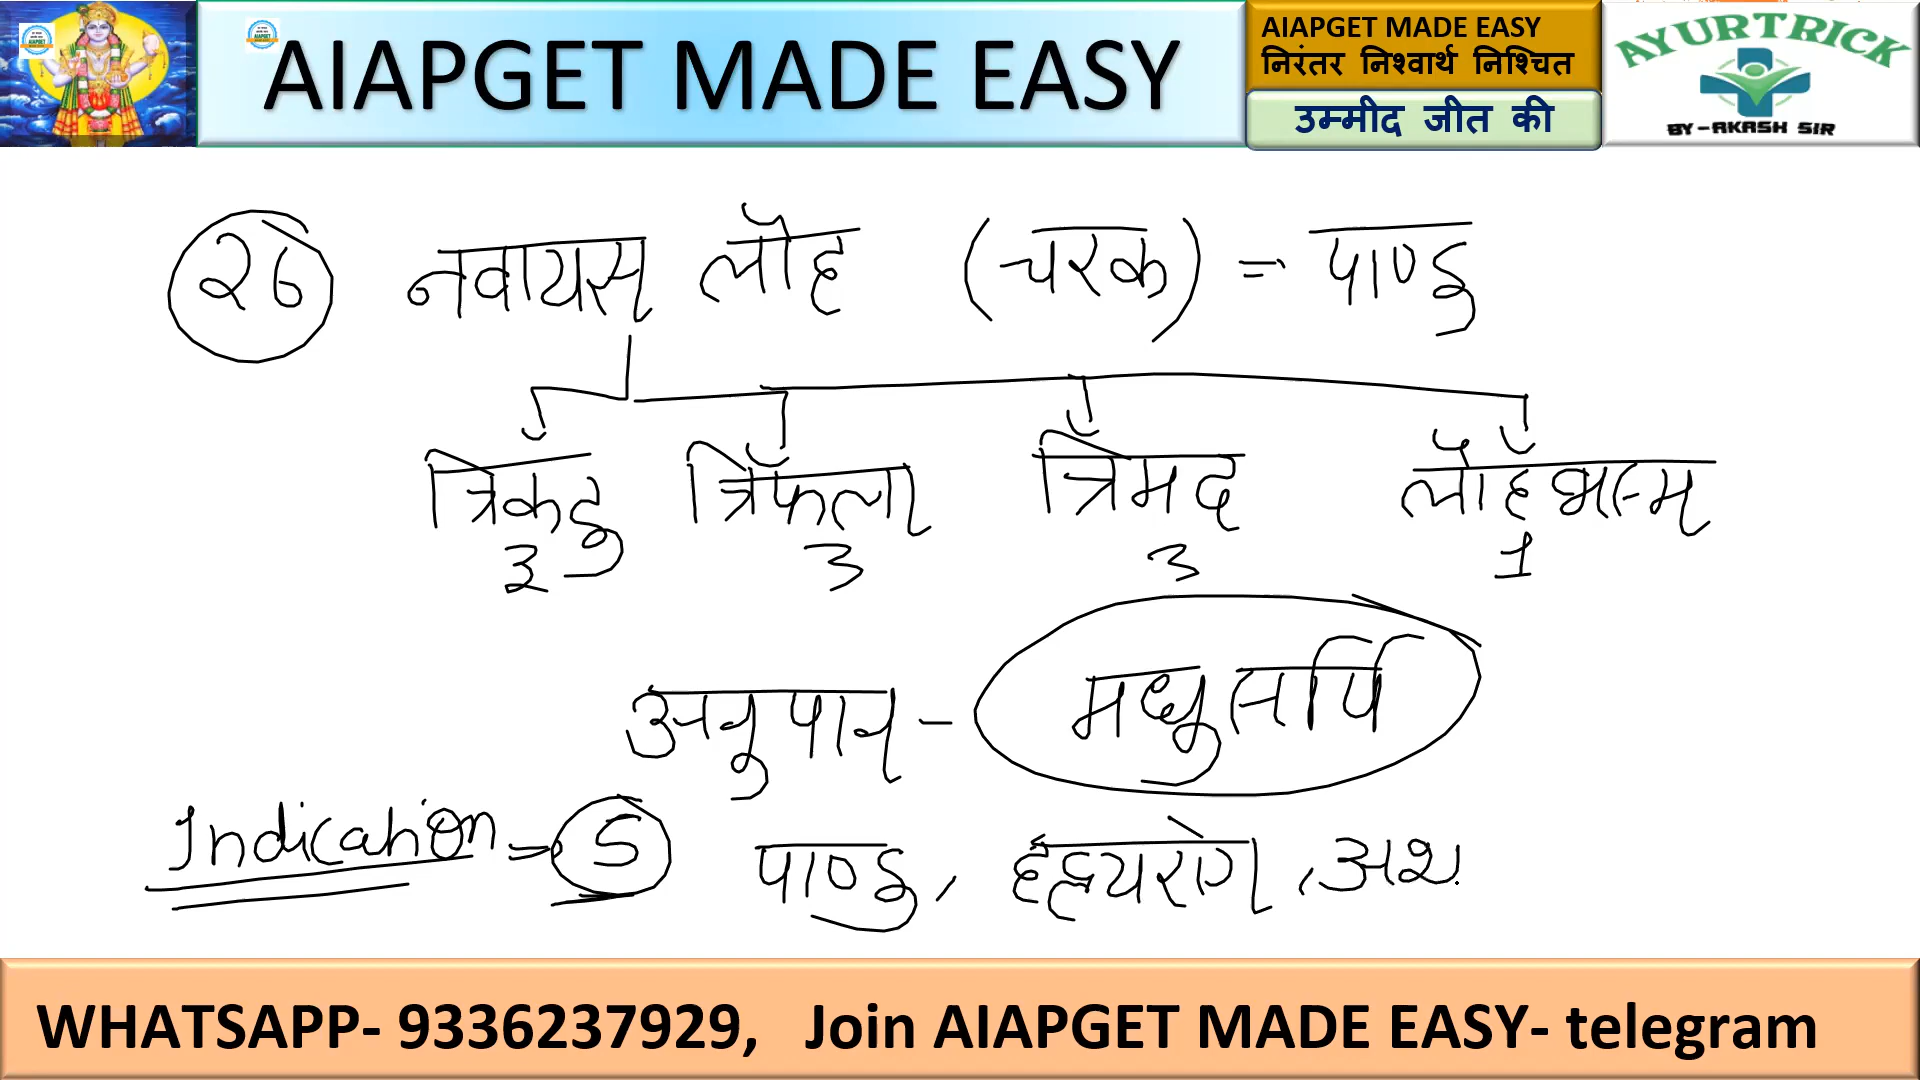 AIAPGET MADE EASY
AIAPGET MADE EASY
निरंतर निश्वार्थ निश्चित
उम्मीद जीत की
AYURTRICK
BY-AKASH SIR
२६ नवायस लौह (चरक) = पाण्डु
त्रिकटु त्रिफला त्रिमद लौह भस्म
3 3 3 1
अनुपान - मधु सर्पि
Indication = 5 पाण्डु, हृदयरोग, अर्श
WHATSAPP- 9336237929, Join AIAPGET MADE EASY- telegram